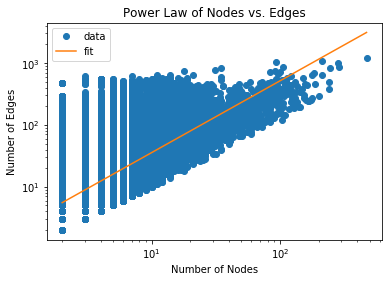 Power Law of Nodes vs. Edges
data
fit
Number of Edges
10³
10²
10¹
10¹
10²
Number of Nodes